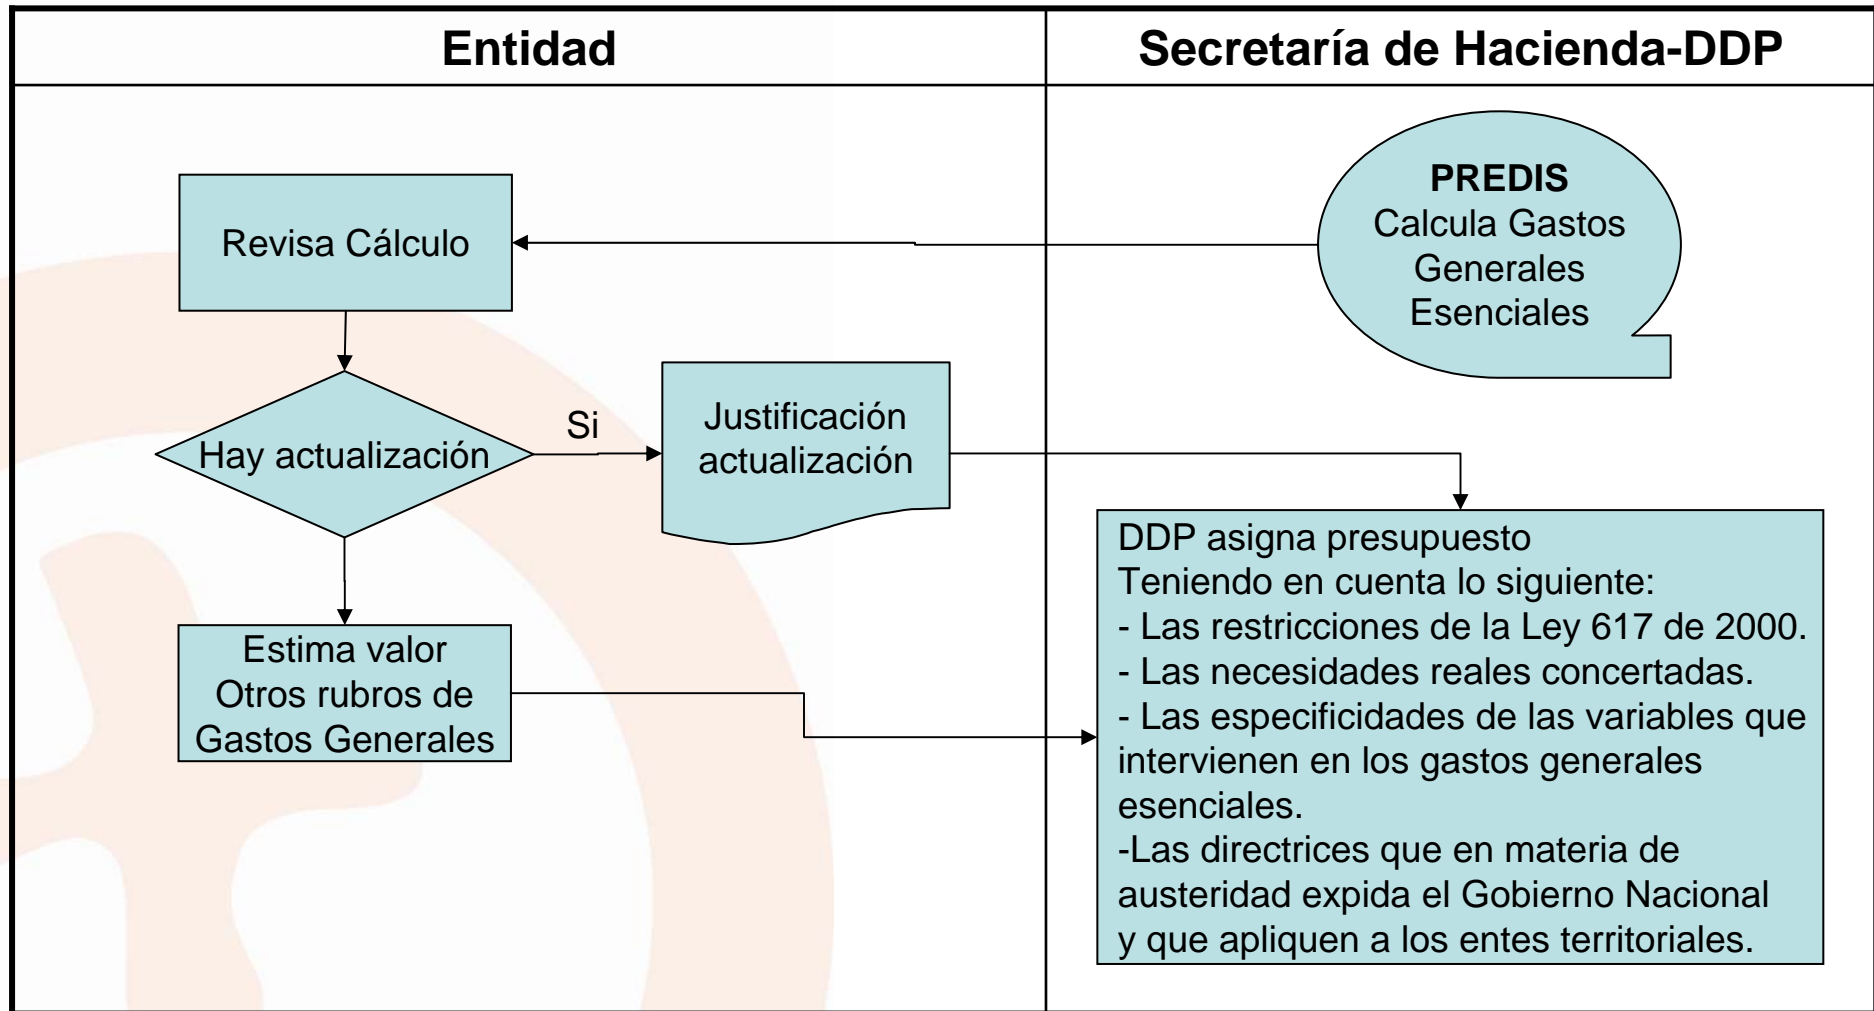 Entidad
Secretaría de Hacienda-DDP
PREDIS
Calcula Gastos
Generales
Esenciales
Revisa Cálculo
Hay actualización
Si
Justificación
actualización
Estima valor
Otros rubros de
Gastos Generales
DDP asigna presupuesto
Teniendo en cuenta lo siguiente:
- Las restricciones de la Ley 617 de 2000.
- Las necesidades reales concertadas.
- Las especificidades de las variables que
intervienen en los gastos generales
esenciales.
-Las directrices que en materia de
austeridad expida el Gobierno Nacional
y que apliquen a los entes territoriales.